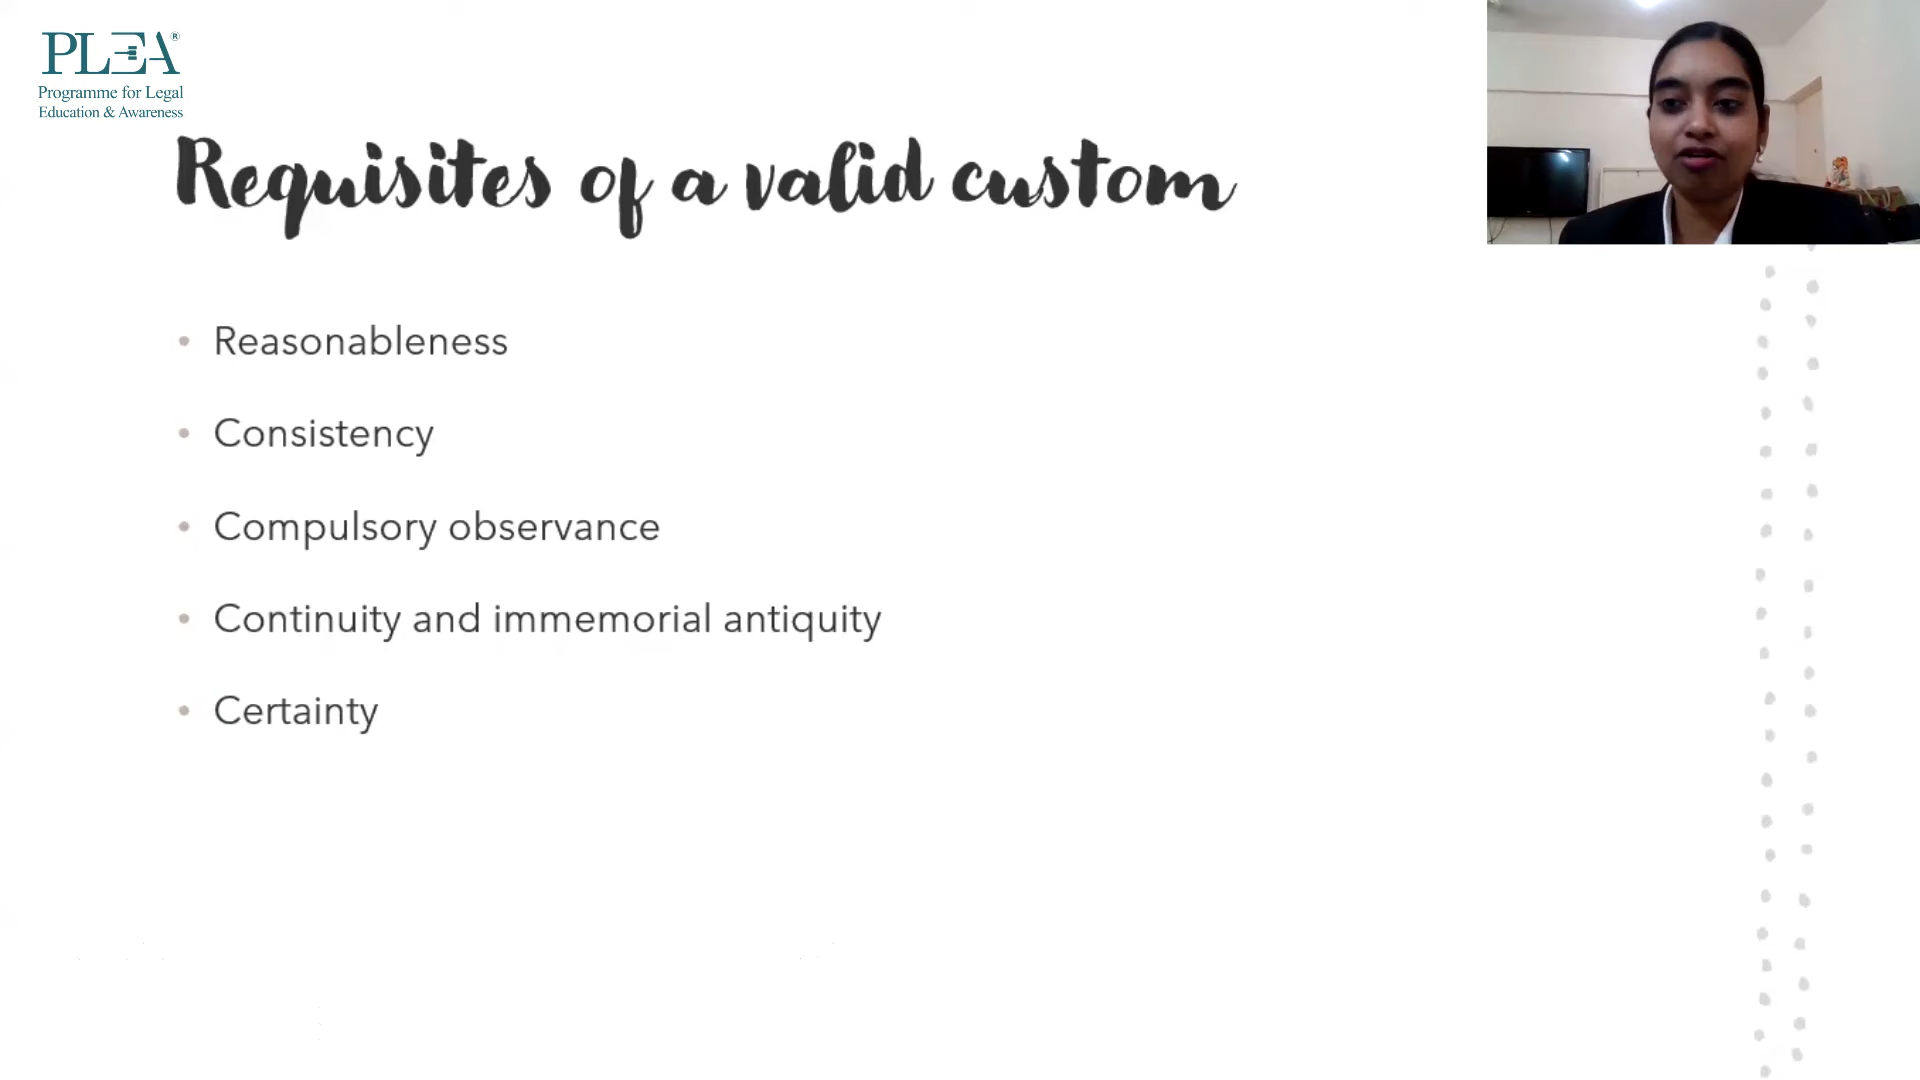 PLEA®
Programme for Legal
Education & Awareness
Requisites of a valid custom
• Reasonableness
• Consistency
• Compulsory observance
• Continuity and immemorial antiquity
• Certainty